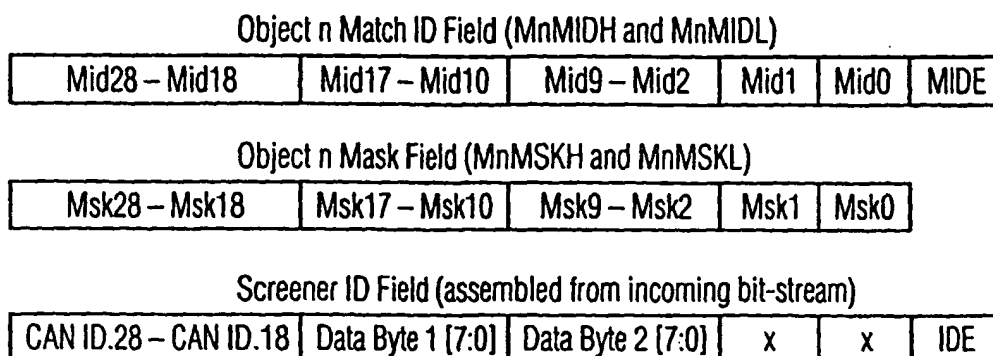 Object n Match ID Field (MnMIDH and MnMIDL)
Mid28 – Mid18 Mid17 – Mid10 Mid9 – Mid2 Mid1 Mid0 MIDE
Object n Mask Field (MnMSKH and MnMSKL)
Msk28 – Msk18 Msk17 – Msk10 Msk9 – Msk2 Msk1 Msk0
Screener ID Field (assembled from incoming bit-stream)
CAN ID.28 – CAN ID.18 Data Byte 1 [7:0] Data Byte 2 [7:0] x x IDE